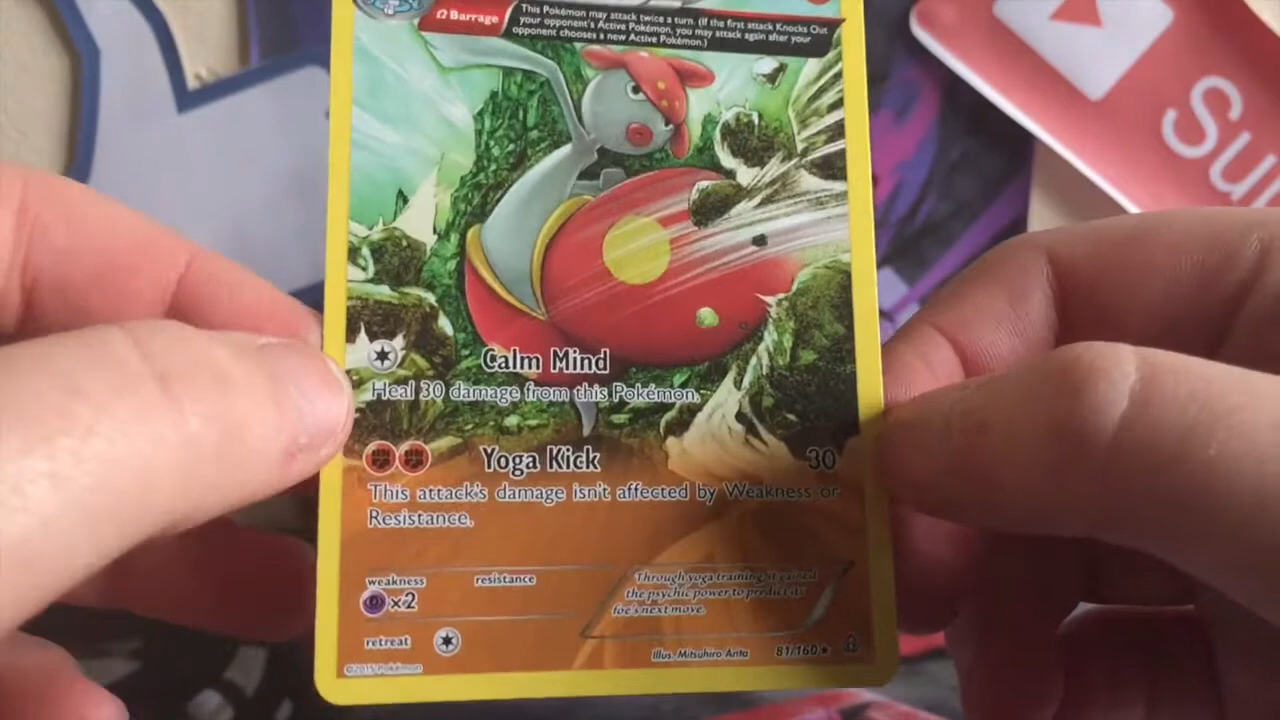 Ω Barrage
This Pokémon may attack twice a turn. (If the first attack Knocks Out
your opponent's Active Pokémon, you may attack again after your
opponent chooses a new Active Pokémon.)
Su
Calm Mind
Heal 30 damage from this Pokémon.
Yoga Kick 30
This attack's damage isn't affected by Weakness or
Resistance.
weakness resistance
×2
Through yoga training it gained
the psychic power to predict its
foe's next move.
retreat
Illus. Mitsuhiro Arita 81/160★
©2015 Pokémon